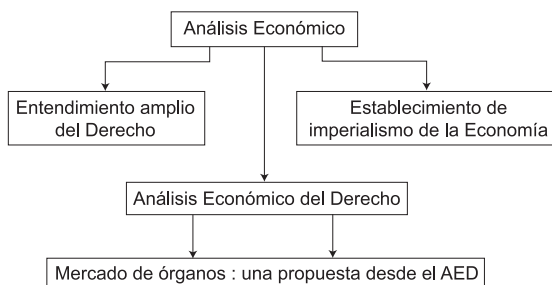 Análisis Económico
Entendimiento amplio
del Derecho
Establecimiento de
imperialismo de la Economía
Análisis Económico del Derecho
Mercado de órganos : una propuesta desde el AED